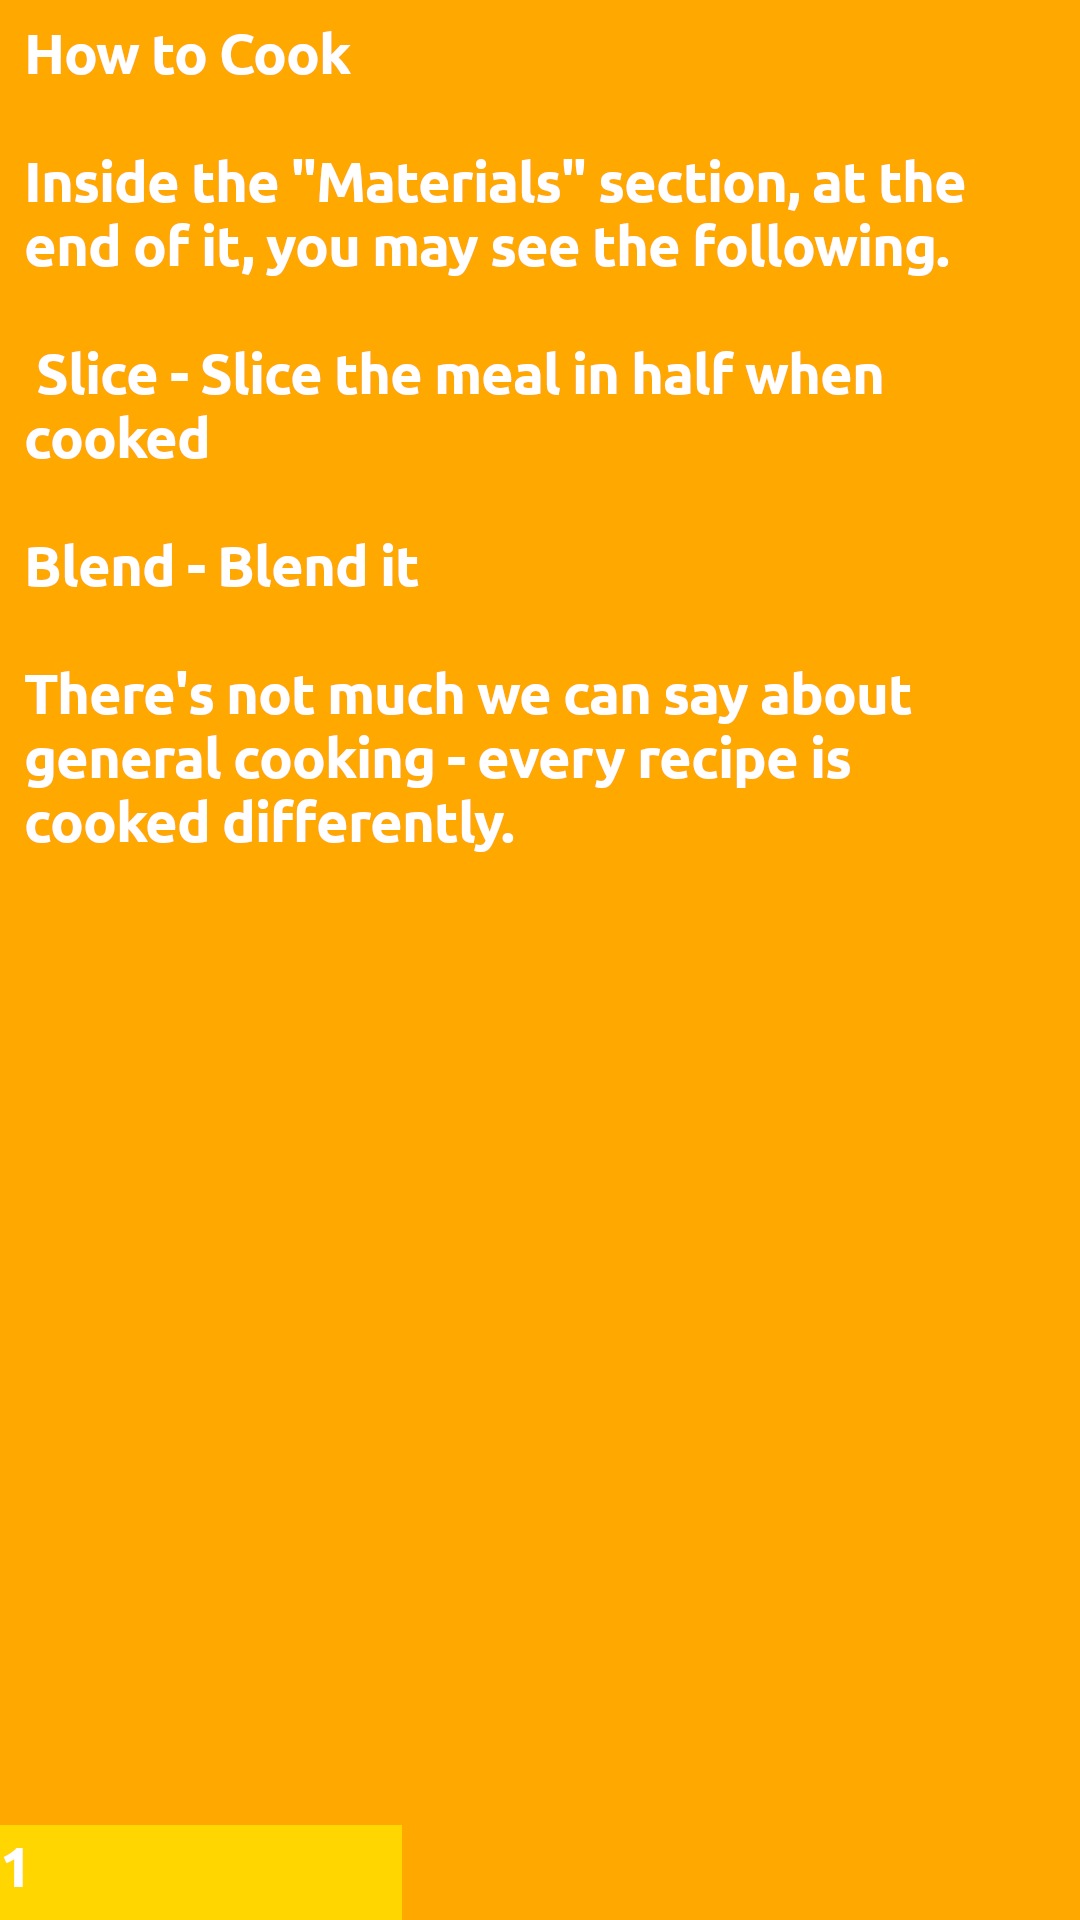 How to Cook
Inside the "Materials" section, at the
end of it, you may see the following.
Slice - Slice the meal in half when
cooked
Blend - Blend it
There's not much we can say about
general cooking - every recipe is
cooked differently.
1